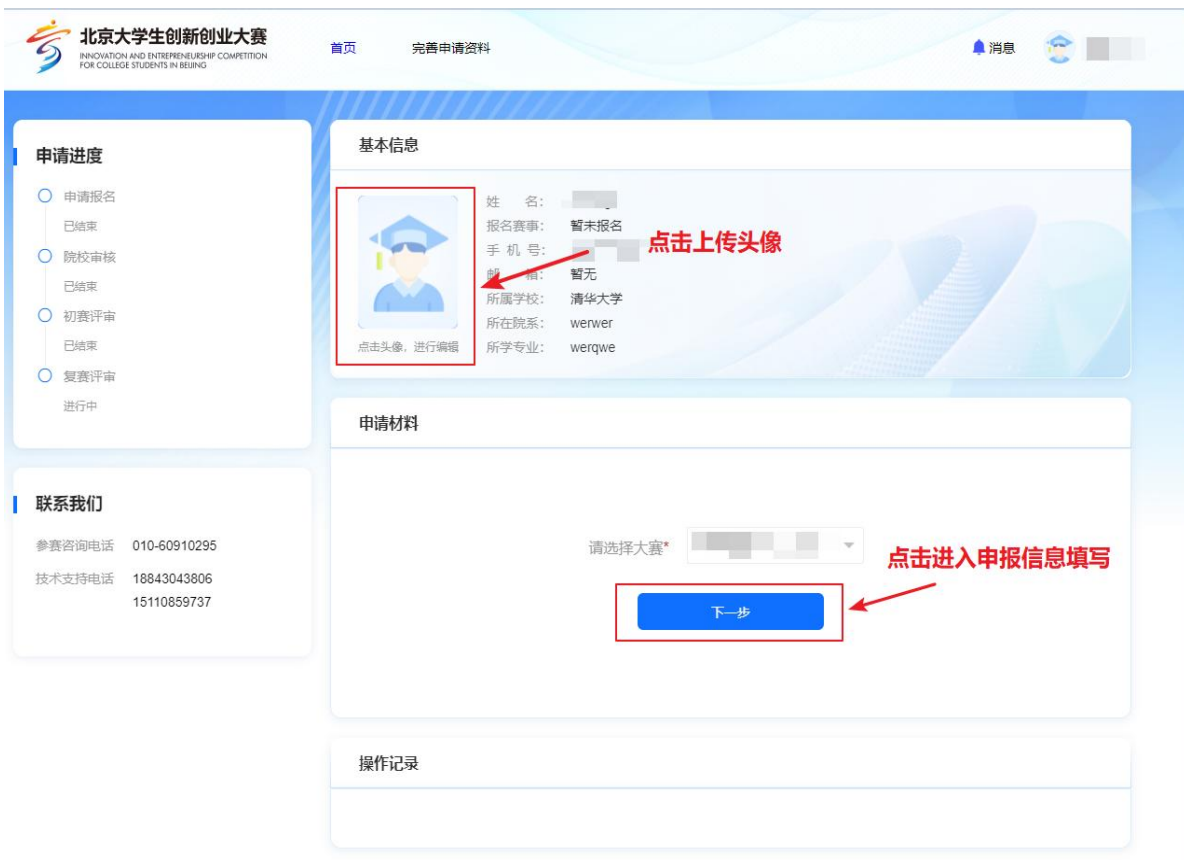 北京大学生创新创业大赛
INNOVATION AND ENTREPRENEURSHIP COMPETITION
FOR COLLEGE STUDENTS IN BEIJING
首页
完善申请资料
消息
申请进度
申请报名
已结束
院校审核
已结束
初赛评审
已结束
复赛评审
进行中
联系我们
参赛咨询电话 010-60910295
技术支持电话 18843043806
15110859737
基本信息
点击头像，进行编辑
姓 名：
报名赛事： 暂未报名
手 机 号：
邮 箱： 暂无
所属学校： 清华大学
所在院系： werwer
所学专业： werqwe
点击上传头像
申请材料
请选择大赛*
下一步
点击进入申报信息填写
操作记录